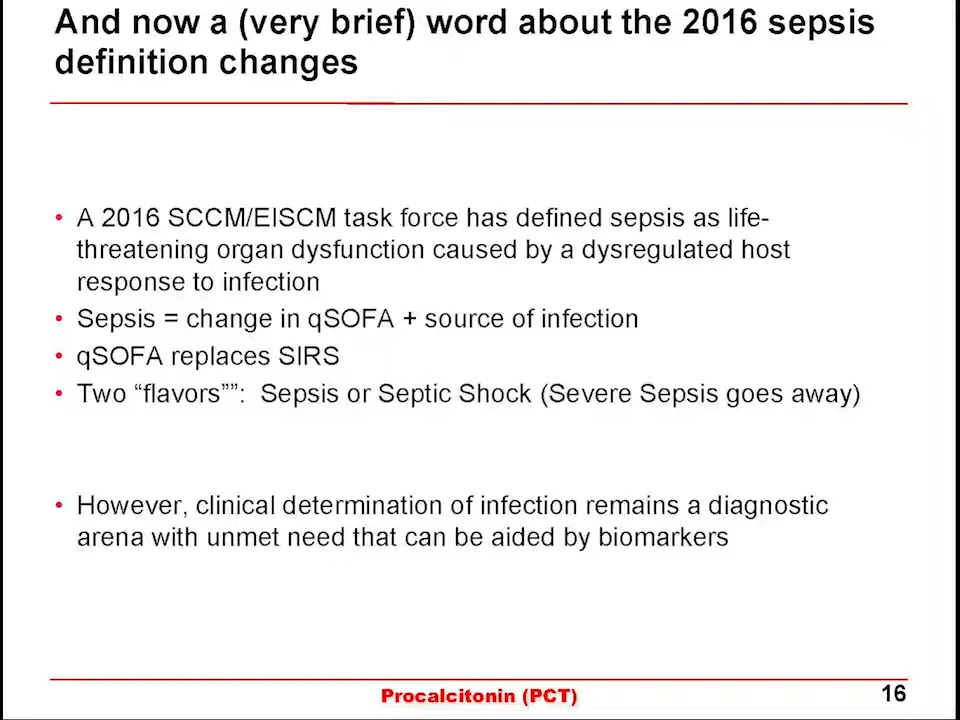 And now a (very brief) word about the 2016 sepsis
definition changes
• A 2016 SCCM/EISCM task force has defined sepsis as life-
threatening organ dysfunction caused by a dysregulated host
response to infection
• Sepsis = change in qSOFA + source of infection
• qSOFA replaces SIRS
• Two “flavors””:  Sepsis or Septic Shock (Severe Sepsis goes away)
• However, clinical determination of infection remains a diagnostic
arena with unmet need that can be aided by biomarkers
Procalcitonin (PCT)
16